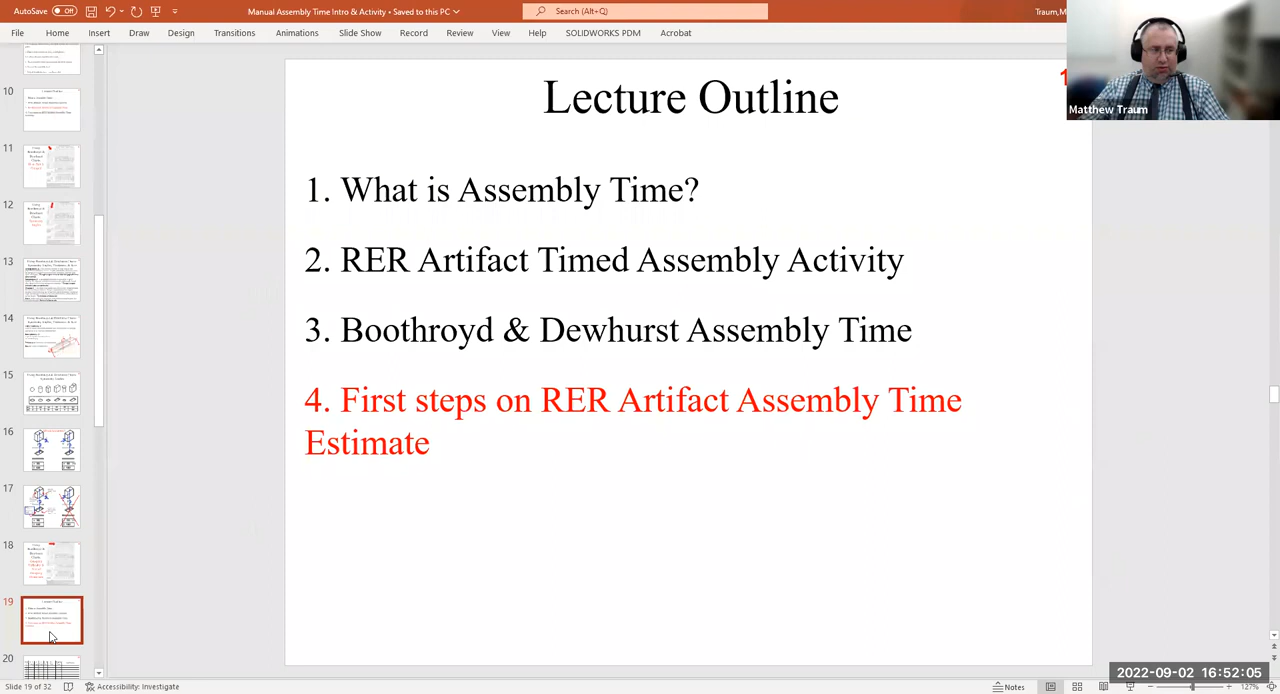 AutoSave Off Manual Assembly Time Intro & Activity • Saved to this PC Search (Alt+Q) Traum,M
File Home Insert Draw Design Transitions Animations Slide Show Record Review View Help SOLIDWORKS PDM Acrobat
Matthew Traum
Lecture Outline
1. What is Assembly Time?
2. RER Artifact Timed Assembly Activity
3. Boothroyd & Dewhurst Assembly Time
4. First steps on RER Artifact Assembly Time
Estimate
10
11
12
13
14
15
16
17
18
19
20
2022-09-02 16:52:05
Slide 19 of 32 Accessibility: Investigate Notes 127%